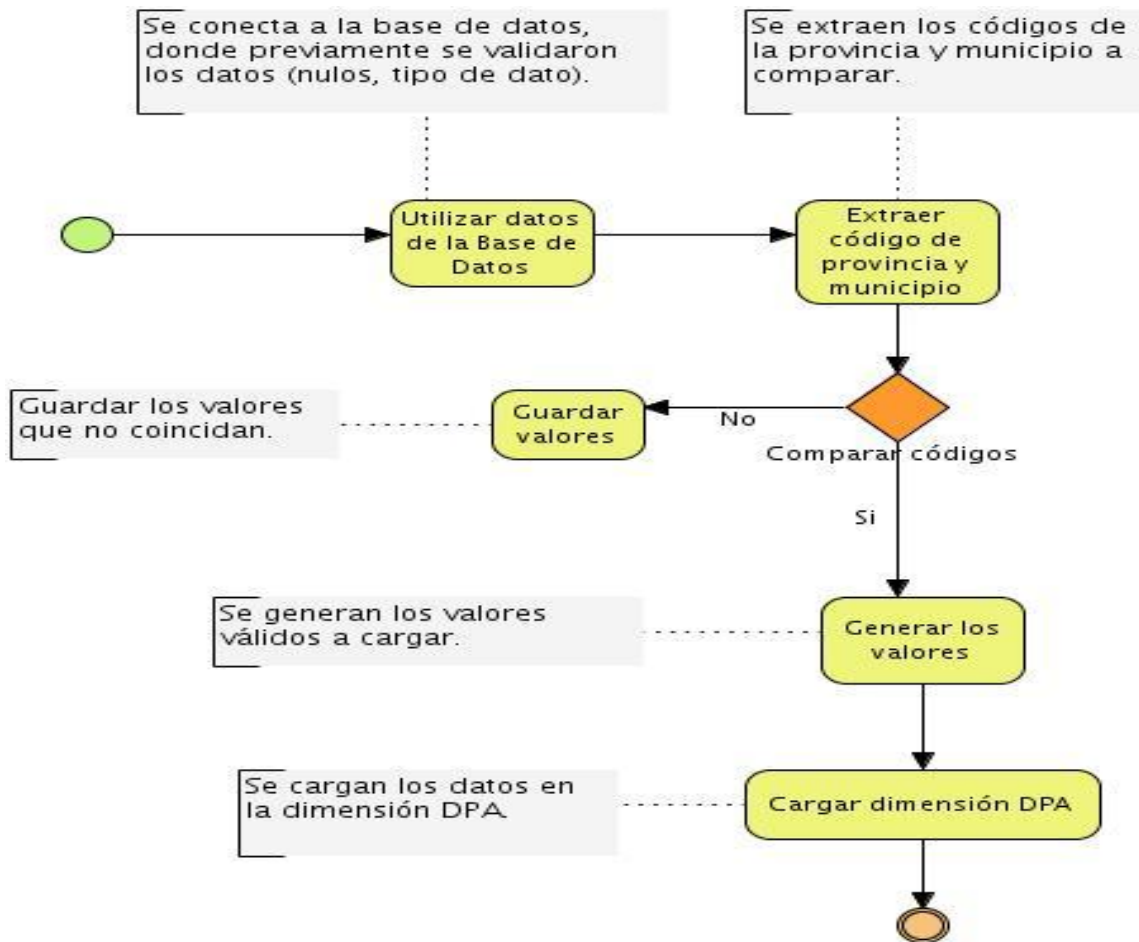 Se conecta a la base de datos,
donde previamente se validaron
los datos (nulos, tipo de dato).
Se extraen los códigos de
la provincia y municipio a
comparar.
Utilizar datos
de la Base de
Datos
Extraer
código de
provincia y
municipio
Guardar los valores
que no coincidan.
Guardar
valores
No
Comparar códigos
Si
Se generan los valores
válidos a cargar.
Generar los
valores
Se cargan los datos en
la dimensión DPA.
Cargar dimensión DPA